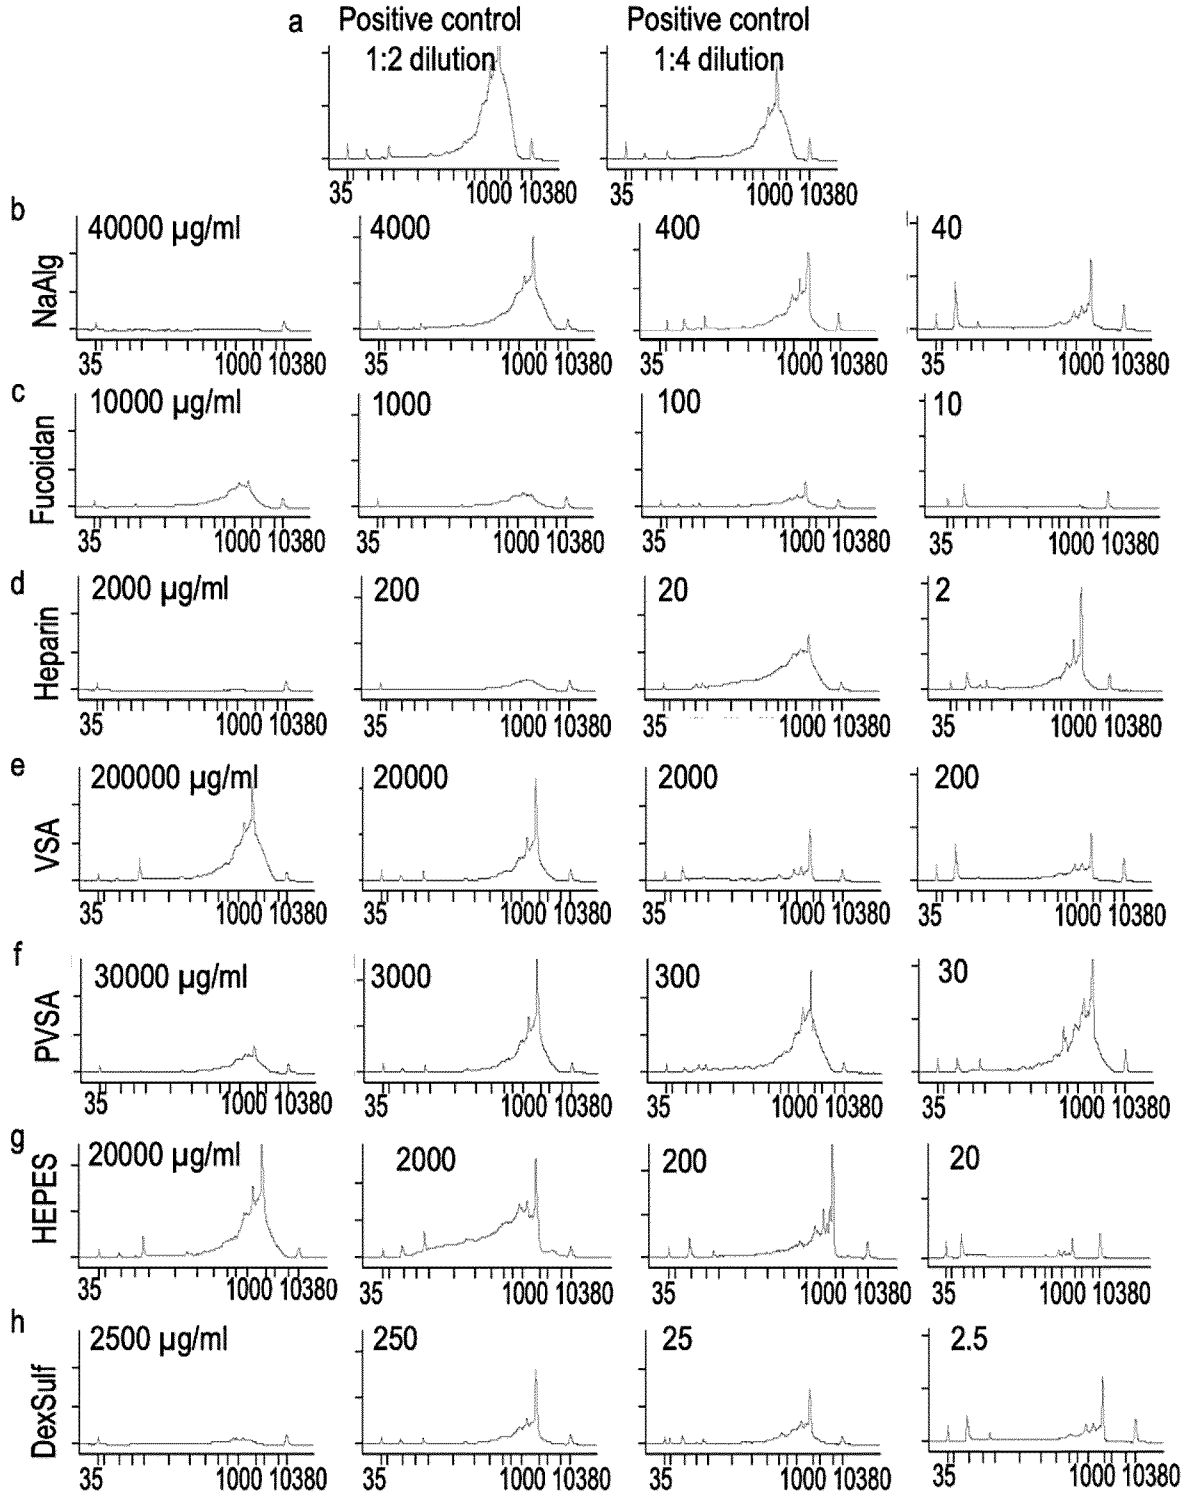 a Positive control Positive control
1:2 dilution 1:4 dilution
35 1000 10380 35 1000 10380
b
NaAlg
40000 µg/ml 4000 400 40
35 1000 10380 35 1000 10380 35 1000 10380 35 1000 10380
c
Fucoidan
10000 µg/ml 1000 100 10
35 1000 10380 35 1000 10380 35 1000 10380 35 1000 10380
d
Heparin
2000 µg/ml 200 20 2
35 1000 10380 35 1000 10380 35 1000 10380 35 1000 10380
e
VSA
200000 µg/ml 20000 2000 200
35 1000 10380 35 1000 10380 35 1000 10380 35 1000 10380
f
PVSA
30000 µg/ml 3000 300 30
35 1000 10380 35 1000 10380 35 1000 10380 35 1000 10380
g
HEPES
20000 µg/ml 2000 200 20
35 1000 10380 35 1000 10380 35 1000 10380 35 1000 10380
h
DexSulf
2500 µg/ml 250 25 2.5
35 1000 10380 35 1000 10380 35 1000 10380 35 1000 10380